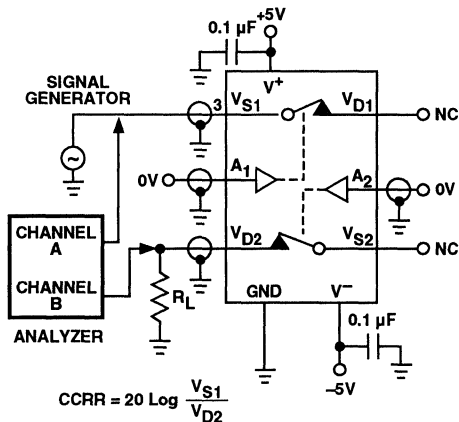 +5V
0.1 µF
V+
SIGNAL
GENERATOR
3
VS1
VD1
NC
~
0V
A1
A2
0V
CHANNEL
A
CHANNEL
B
ANALYZER
VD2
VS2
NC
RL
GND
V−
0.1 µF
−5V
CCRR = 20 Log VS1
VD2